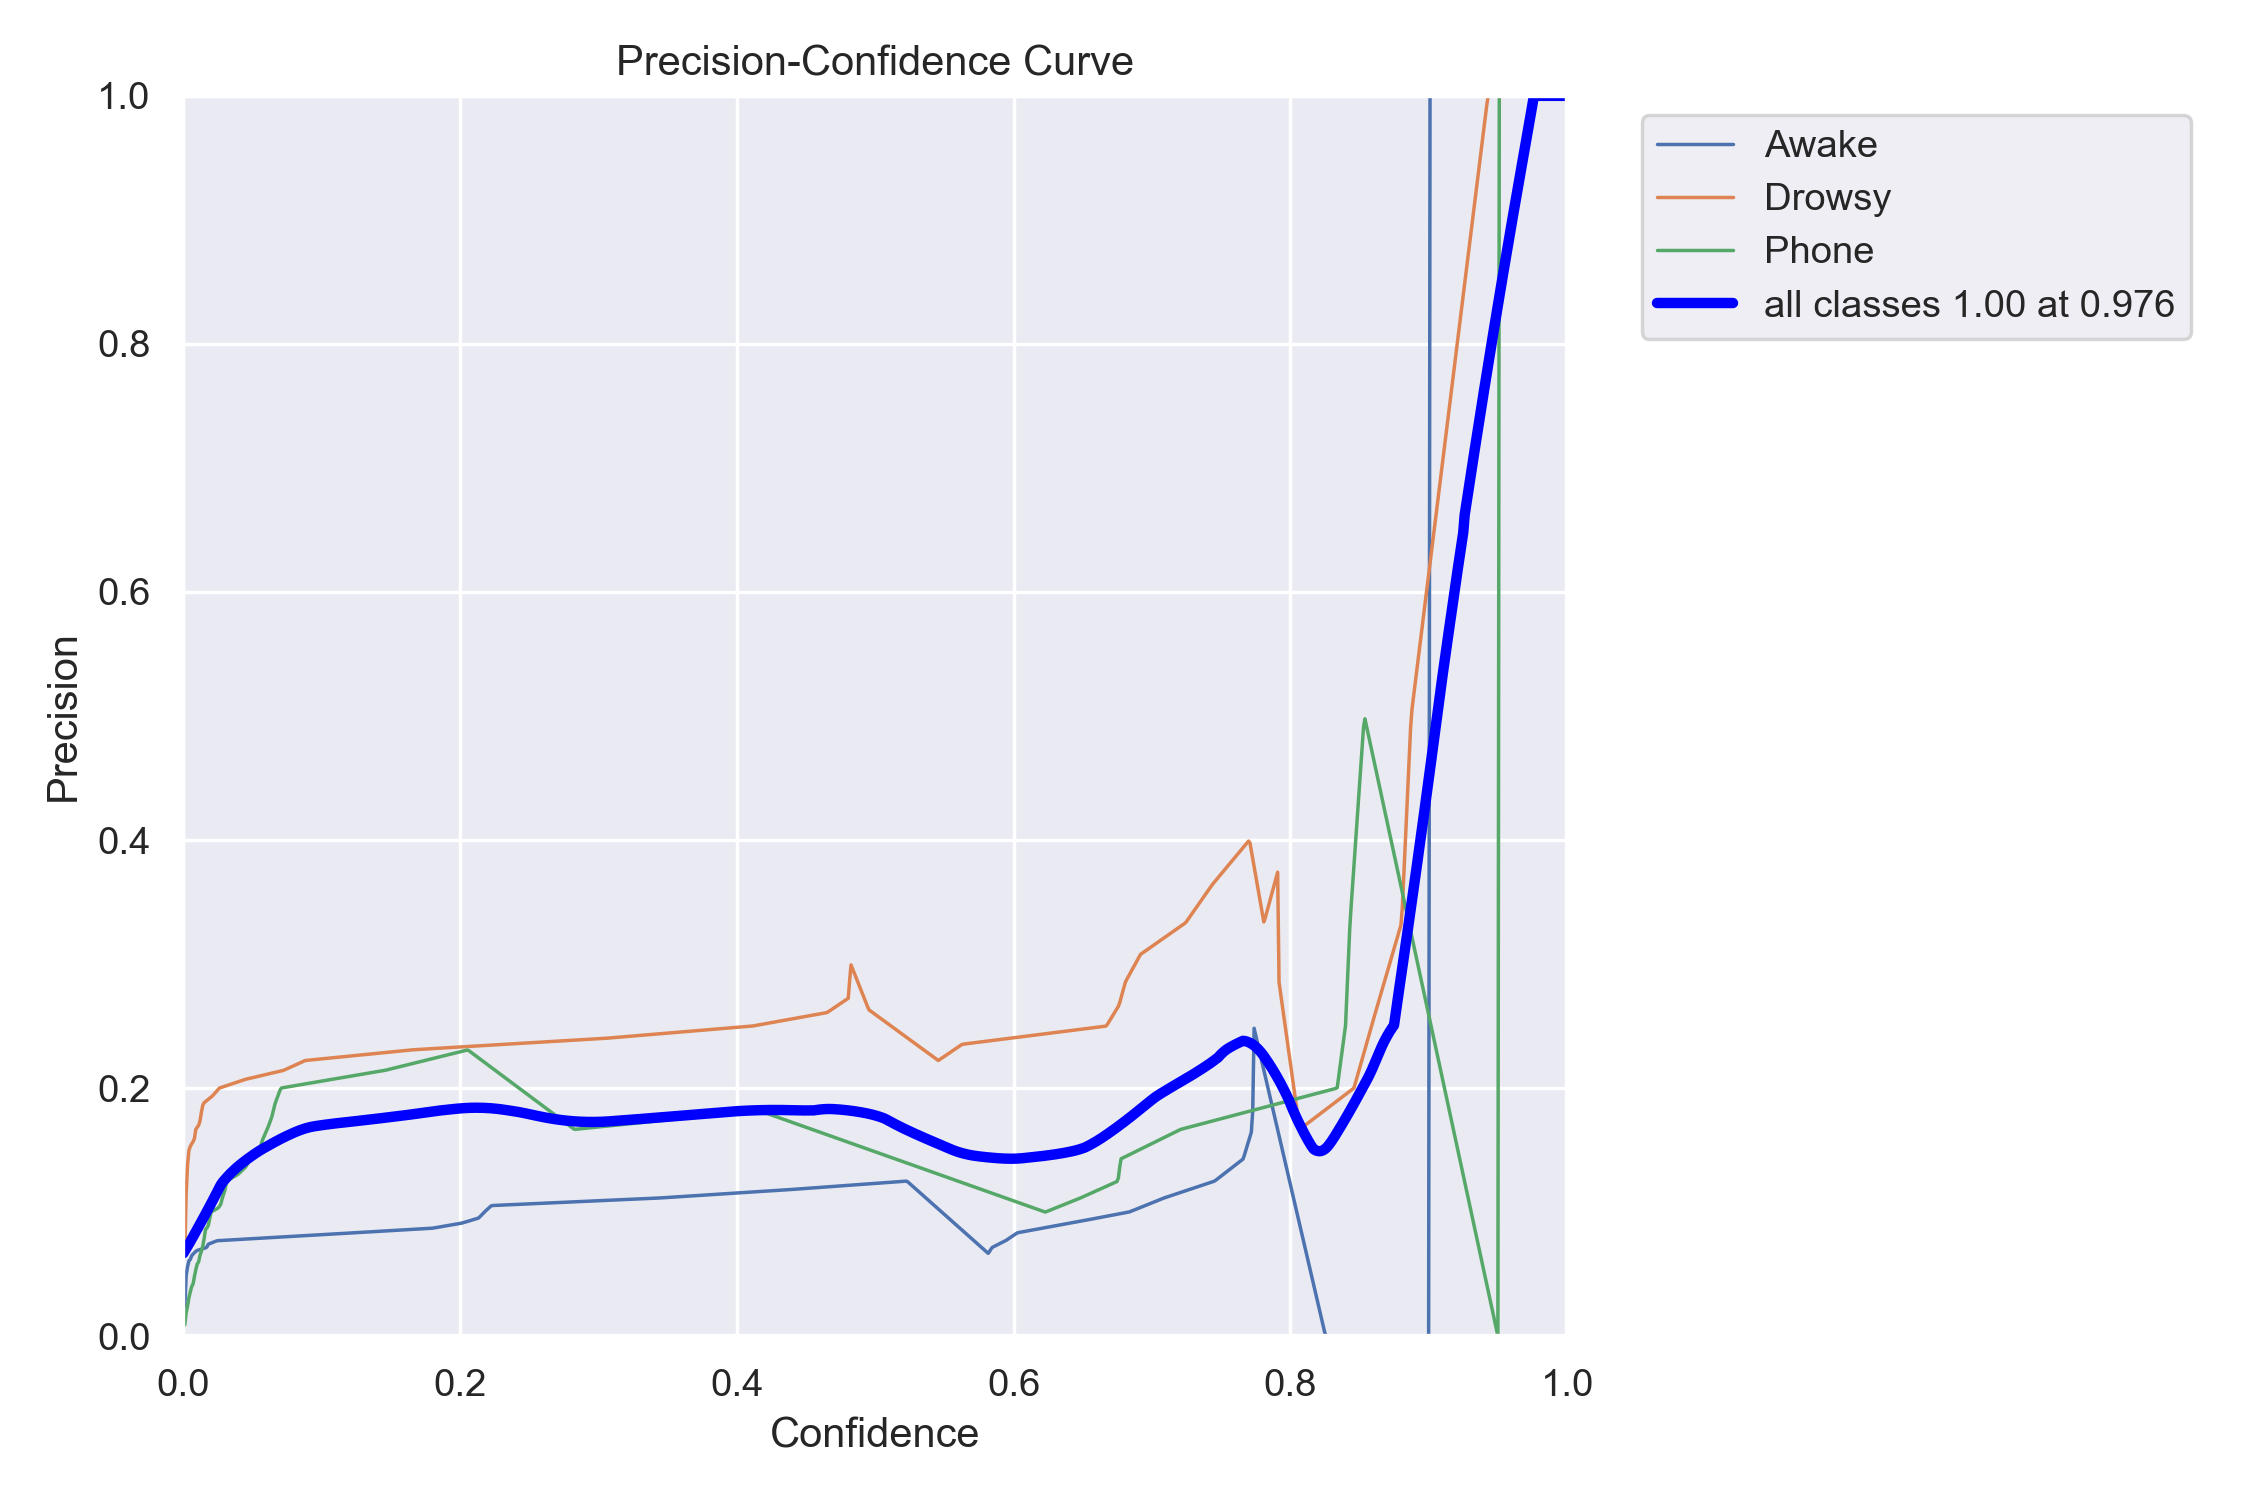 Precision-Confidence Curve
1.0
0.8
0.6
0.4
0.2
0.0
Precision
0.0 0.2 0.4 0.6 0.8 1.0
Confidence
Awake
Drowsy
Phone
all classes 1.00 at 0.976